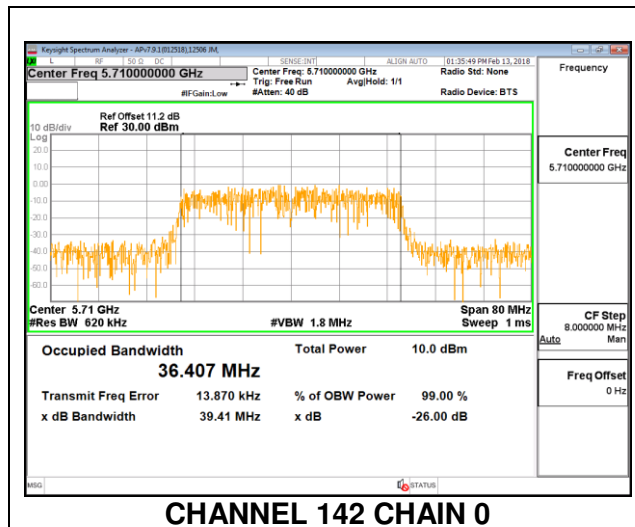 Keysight Spectrum Analyzer - APv7.9.1(012518),12506 JM,
L RF 50 Ω DC SENSE:INT ALIGN AUTO 01:35:49 PM Feb 13, 2018
Center Freq 5.710000000 GHz
Center Freq: 5.710000000 GHz Radio Std: None
Trig: Free Run Avg|Hold: 1/1
#IFGain:Low #Atten: 40 dB Radio Device: BTS
Frequency
Ref Offset 11.2 dB
10 dB/div Ref 30.00 dBm
Log
20.0
10.0
0.00
-10.0
-20.0
-30.0
-40.0
-50.0
-60.0
Center 5.71 GHz Span 80 MHz
#Res BW 620 kHz #VBW 1.8 MHz Sweep 1 ms
Center Freq
5.710000000 GHz
CF Step
8.000000 MHz
Auto Man
Freq Offset
0 Hz
Occupied Bandwidth Total Power 10.0 dBm
36.407 MHz
Transmit Freq Error 13.870 kHz % of OBW Power 99.00 %
x dB Bandwidth 39.41 MHz x dB -26.00 dB
MSG STATUS
CHANNEL 142 CHAIN 0